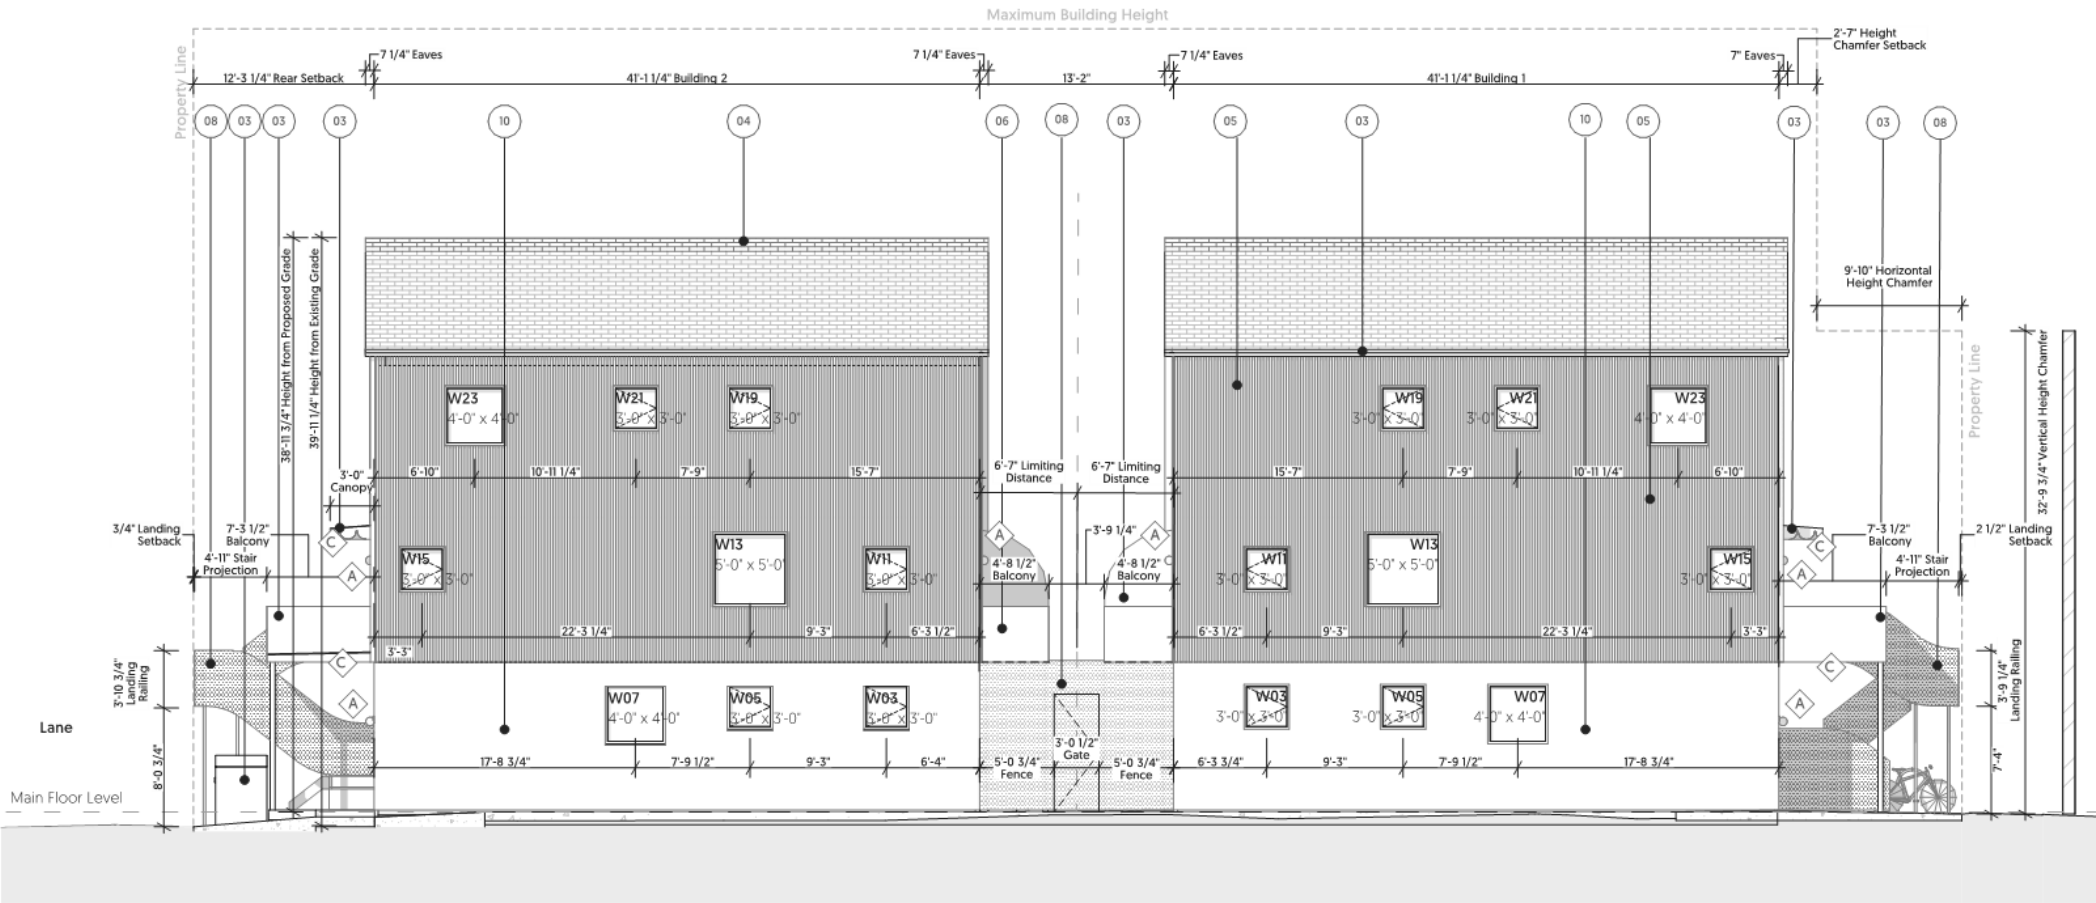 Maximum Building Height
2'-7" Height
Chamfer Setback
7 1/4" Eaves
7 1/4" Eaves
7 1/4" Eaves
7" Eaves
Property Line
12'-3 1/4" Rear Setback
41'-1 1/4" Building 2
13'-2"
41'-1 1/4" Building 1
08
03
03
03
10
04
06
08
03
05
03
10
05
03
03
08
38'-11 3/4" Height from Proposed Grade
39'-11 1/4" Height from Existing Grade
9'-10" Horizontal
Height Chamfer
32'-9 3/4" Vertical Height Chamfer
Property Line
W23
4'-0" x 4'-0"
W21
3'-0" x 3'-0"
W19
3'-0" x 3'-0"
W19
3'-0" x 3'-0"
W21
3'-0" x 3'-0"
W23
4'-0" x 4'-0"
3'-0"
Canopy
6'-10"
10'-11 1/4"
7'-9"
15'-7"
6'-7" Limiting
Distance
6'-7" Limiting
Distance
15'-7"
7'-9"
10'-11 1/4"
6'-10"
3/4" Landing
Setback
7'-3 1/2"
Balcony
4'-11" Stair
Projection
C
A
W15
3'-0" x 3'-0"
W13
5'-0" x 5'-0"
W11
3'-0" x 3'-0"
A
3'-9 1/4"
A
4'-8 1/2"
Balcony
4'-8 1/2"
Balcony
W11
3'-0" x 3'-0"
W13
5'-0" x 5'-0"
W15
3'-0" x 3'-0"
C
A
7'-3 1/2"
Balcony
4'-11" Stair
Projection
2 1/2" Landing
Setback
3'-3"
22'-3 1/4"
9'-3"
6'-3 1/2"
6'-3 1/2"
9'-3"
22'-3 1/4"
3'-3"
3'-10 3/4"
Landing
Railing
C
A
W07
4'-0" x 4'-0"
W05
3'-0" x 3'-0"
W03
3'-0" x 3'-0"
W03
3'-0" x 3'-0"
W05
3'-0" x 3'-0"
W07
4'-0" x 4'-0"
C
A
3'-9 1/4"
Landing Railing
Lane
8'-0 3/4"
17'-8 3/4"
7'-9 1/2"
9'-3"
6'-4"
5'-0 3/4"
Fence
3'-0 1/2"
Gate
5'-0 3/4"
Fence
6'-3 3/4"
9'-3"
7'-9 1/2"
17'-8 3/4"
7'-4"
Main Floor Level